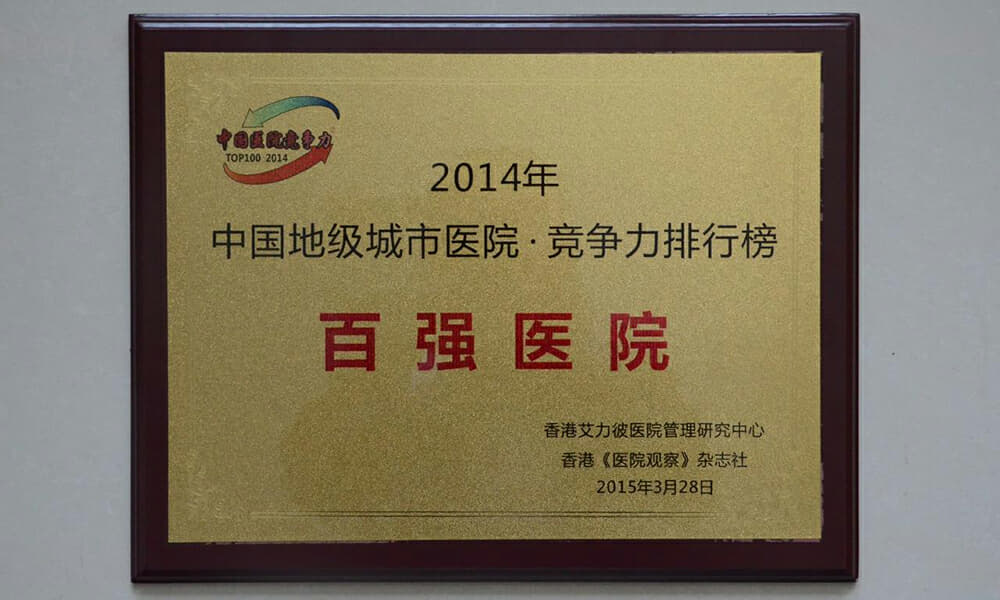 中国医院竞争力
TOP100 2014
2014年
中国地级城市医院·竞争力排行榜
百强医院
香港艾力彼医院管理研究中心
香港《医院观察》杂志社
2015年3月28日